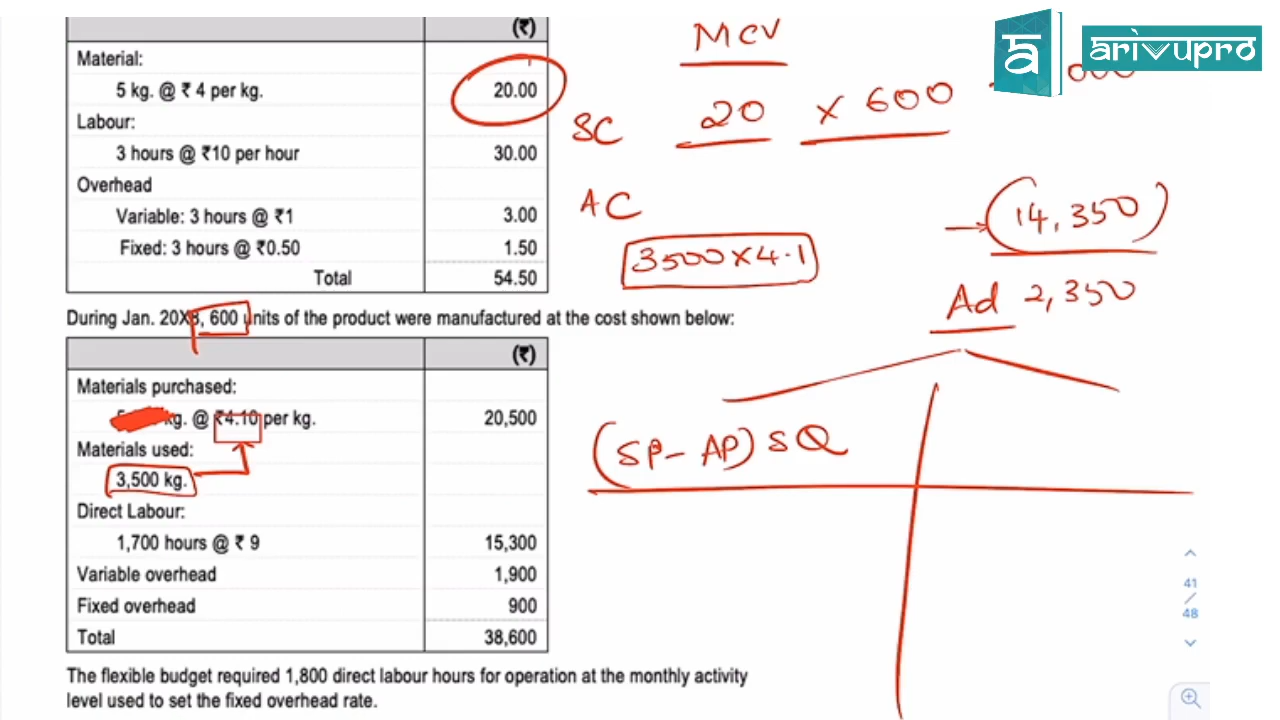 (₹)
Material:
5 kg. @ ₹ 4 per kg. 20.00
Labour:
3 hours @ ₹10 per hour 30.00
Overhead
Variable: 3 hours @ ₹1 3.00
Fixed: 3 hours @ ₹0.50 1.50
Total 54.50
During Jan. 20X8, 600 units of the product were manufactured at the cost shown below:
(₹)
Materials purchased:
kg. @ ₹4.10 per kg. 20,500
Materials used:
3,500 kg.
Direct Labour:
1,700 hours @ ₹ 9 15,300
Variable overhead 1,900
Fixed overhead 900
Total 38,600
The flexible budget required 1,800 direct labour hours for operation at the monthly activity
level used to set the fixed overhead rate.
MCV
SC 20 × 600
AC 14,350
3500×4.1
Ad 2,350
(SP - AP) SQ
ā arivupro
41
/
48